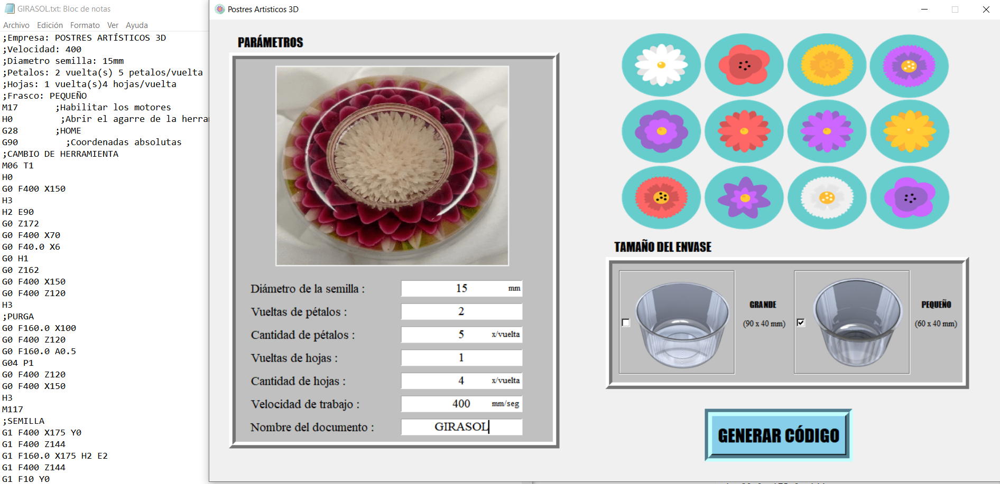 GIRASOL.txt: Bloc de notas
Archivo Edición Formato Ver Ayuda
;Empresa: POSTRES ARTÍSTICOS 3D
;Velocidad: 400
;Diametro semilla: 15mm
;Petalos: 2 vuelta(s) 5 petalos/vuelta
;Hojas: 1 vuelta(s)4 hojas/vuelta
;Frasco: PEQUEÑO
M17 ;Habilitar los motores
H0 ;Abrir el agarre de la
G28 ;HOME
G90 ;Coordenadas absolutas
;CAMBIO DE HERRAMIENTA
M06 T1
H0
G0 F400 X150
H3
H2 E90
G0 Z172
G0 F400 X70
G0 F40.0 X6
G0 H1
G0 Z162
G0 F400 X150
G0 F400 Z120
H3
;PURGA
G0 F160.0 X100
G0 F400 Z120
G0 F160.0 A0.5
G04 P1
G0 F400 Z120
G0 F400 X150
H3
M117
;SEMILLA
G1 F400 X175 Y0
G1 F400 Z144
G1 F160.0 X175 H2 E2
G1 F400 Z144
G1 F10 Y0
Postres Artisticos 3D
PARÁMETROS
Diámetro de la semilla : 15 mm
Vueltas de pétalos : 2
Cantidad de pétalos : 5 x/vuelta
Vueltas de hojas : 1
Cantidad de hojas : 4 x/vuelta
Velocidad de trabajo : 400 mm/seg
Nombre del documento : GIRASOL
TAMAÑO DEL ENVASE
GRANDE
(90 x 40 mm)
PEQUEÑO
(60 x 40 mm)
GENERAR CÓDIGO